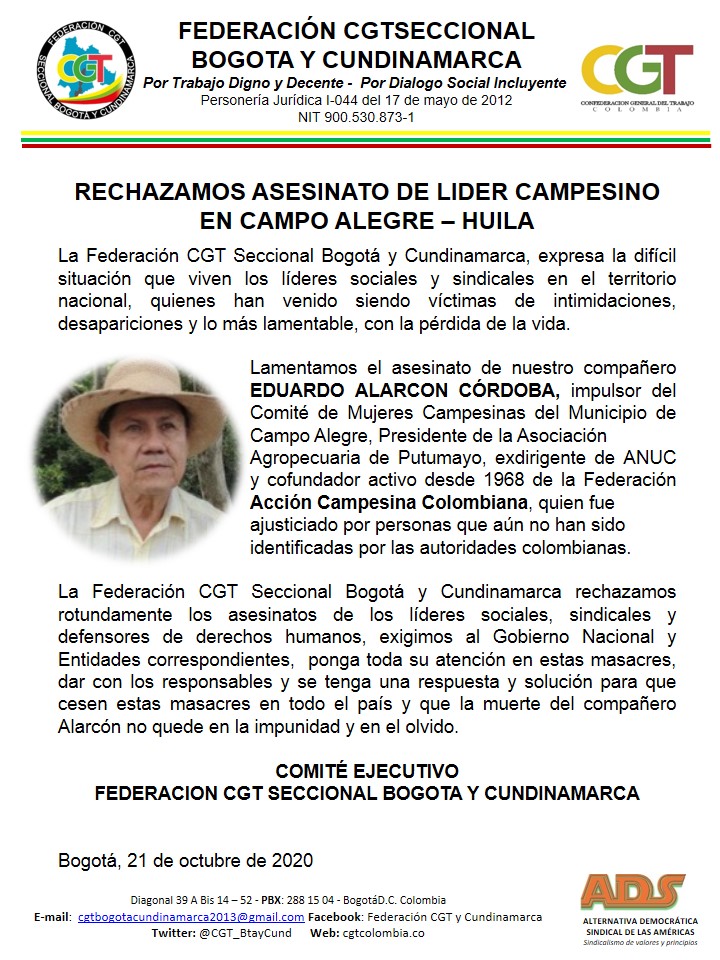 FEDERACIÓN CGT
CGT
SECCIONAL BOGOTA Y CUNDINAMARCA
FEDERACIÓN CGTSECCIONAL
BOGOTA Y CUNDINAMARCA
Por Trabajo Digno y Decente - Por Dialogo Social Incluyente
Personería Jurídica I-044 del 17 de mayo de 2012
NIT 900.530.873-1
CGT
CONFEDERACION GENERAL DEL TRABAJO
COLOMBIA
RECHAZAMOS ASESINATO DE LIDER CAMPESINO
EN CAMPO ALEGRE – HUILA
La Federación CGT Seccional Bogotá y Cundinamarca, expresa la difícil
situación que viven los líderes sociales y sindicales en el territorio
nacional, quienes han venido siendo víctimas de intimidaciones,
desapariciones y lo más lamentable, con la pérdida de la vida.
Lamentamos el asesinato de nuestro compañero
EDUARDO ALARCON CÓRDOBA, impulsor del
Comité de Mujeres Campesinas del Municipio de
Campo Alegre, Presidente de la Asociación
Agropecuaria de Putumayo, exdirigente de ANUC
y cofundador activo desde 1968 de la Federación
Acción Campesina Colombiana, quien fue
ajusticiado por personas que aún no han sido
identificadas por las autoridades colombianas.
La Federación CGT Seccional Bogotá y Cundinamarca rechazamos
rotundamente los asesinatos de los líderes sociales, sindicales y
defensores de derechos humanos, exigimos al Gobierno Nacional y
Entidades correspondientes, ponga toda su atención en estas masacres,
dar con los responsables y se tenga una respuesta y solución para que
cesen estas masacres en todo el país y que la muerte del compañero
Alarcón no quede en la impunidad y en el olvido.
COMITÉ EJECUTIVO
FEDERACION CGT SECCIONAL BOGOTA Y CUNDINAMARCA
Bogotá, 21 de octubre de 2020
Diagonal 39 A Bis 14 – 52 - PBX: 288 15 04 - BogotáD.C. Colombia
E-mail: cgtbogotacundinamarca2013@gmail.com Facebook: Federación CGT y Cundinamarca
Twitter: @CGT_BtayCund Web: cgtcolombia.co
ADS
ALTERNATIVA DEMOCRÁTICA
SINDICAL DE LAS AMÉRICAS
Sindicalismo de valores y principios